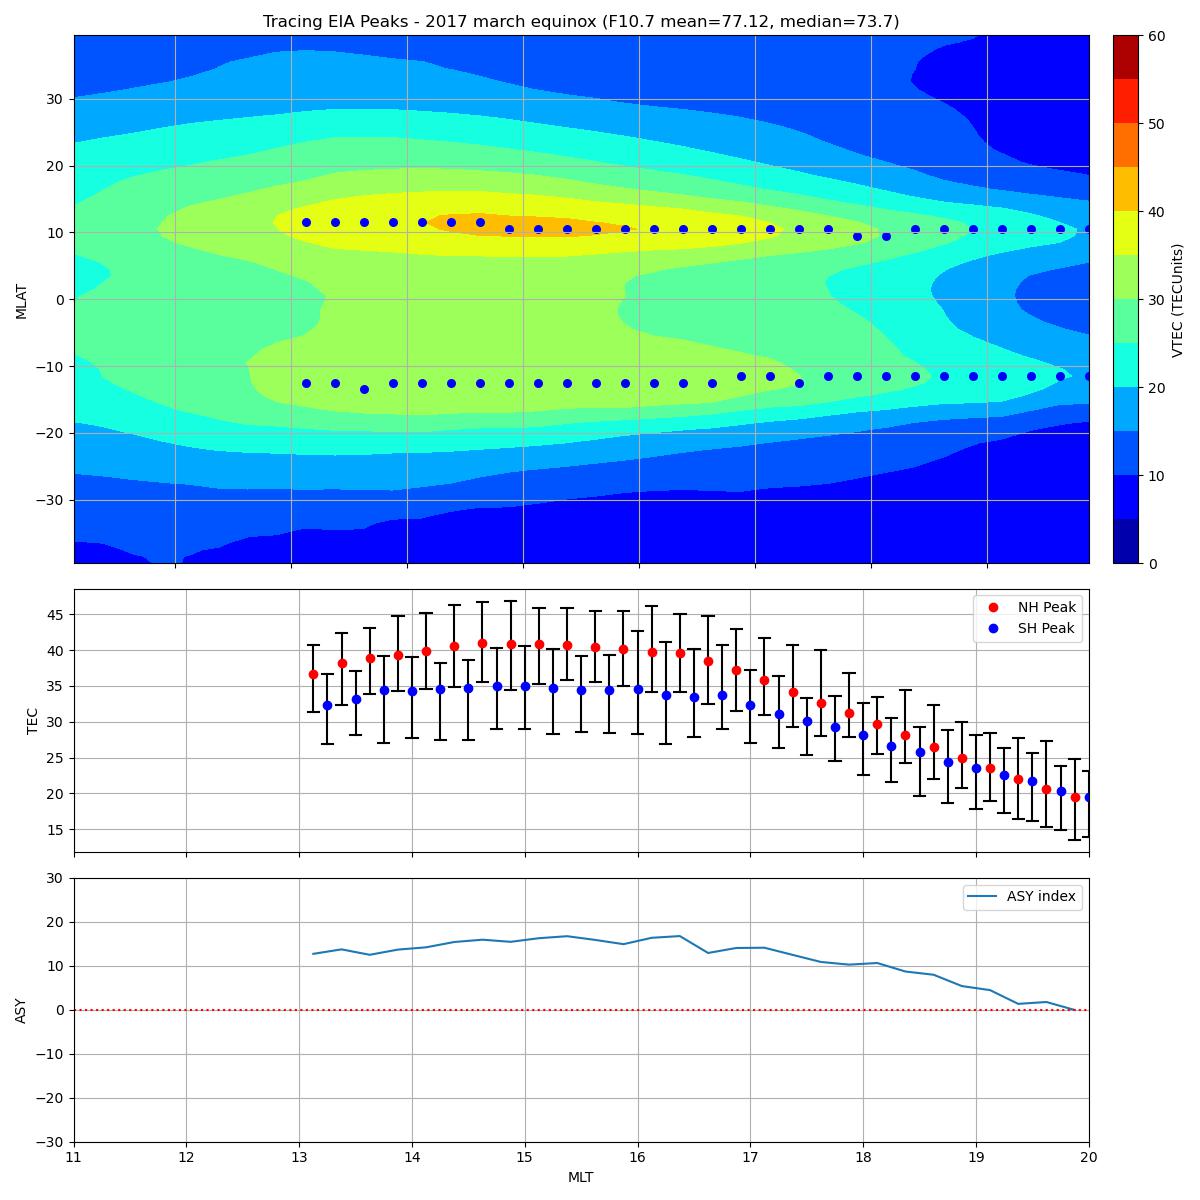 Tracing EIA Peaks - 2017 march equinox (F10.7 mean=77.12, median=73.7)
30
20
10
0
−10
−20
−30
MLAT
60
50
40
30
20
10
0
VTEC (TECUnits)
45
40
35
30
25
20
15
TEC
NH Peak
SH Peak
30
20
10
0
−10
−20
−30
ASY
ASY index
11 12 13 14 15 16 17 18 19 20
MLT